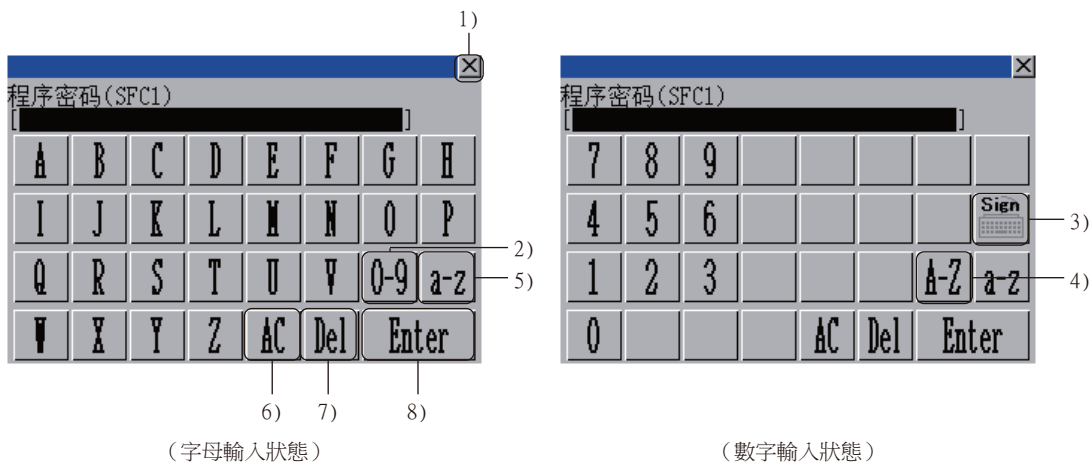 1)
程序密码(SFC1)
[ ]
A B C D E F G H
I J K L M N O P
Q R S T U V 0-9 a-z
W X Y Z AC Del Enter
2)
5)
6) 7) 8)
(字母輸入狀態)
程序密码(SFC1)
[ ]
7 8 9
4 5 6 Sign
1 2 3 A-Z a-z
0 AC Del Enter
3)
4)
(數字輸入狀態)